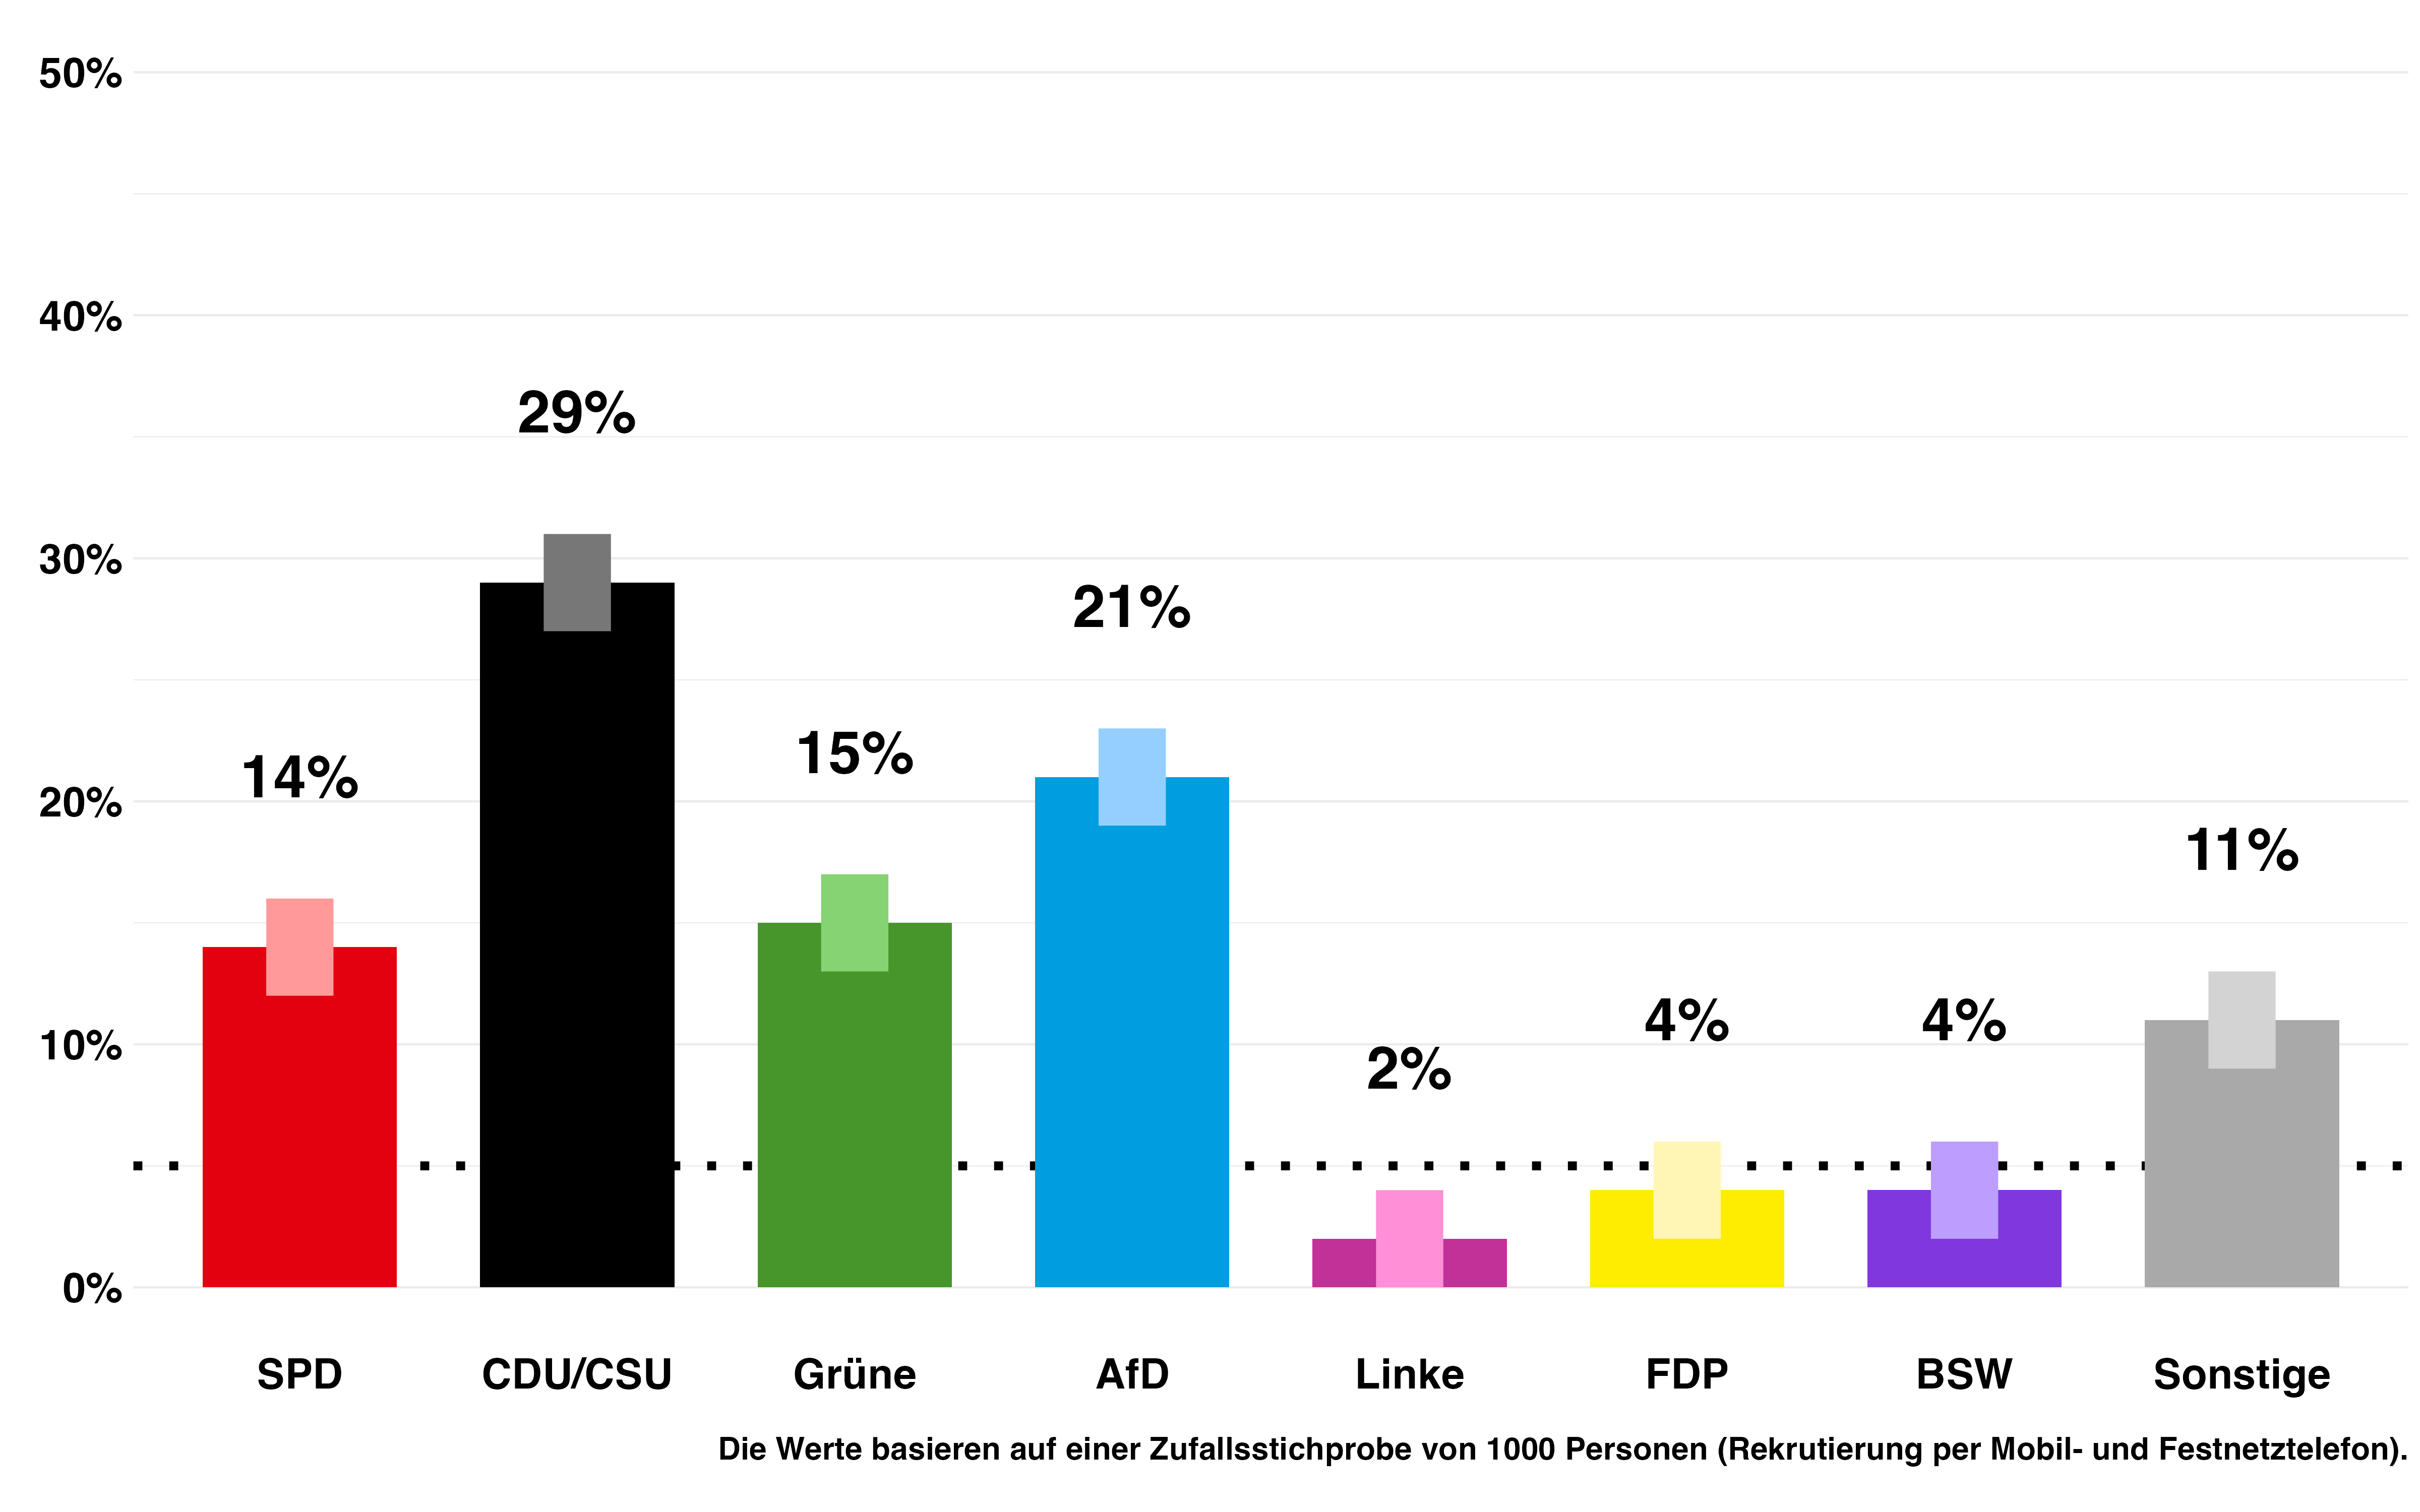 50%
40%
30%
20%
10%
0%
14%
29%
15%
21%
2%
4%
4%
11%
SPD
CDU/CSU
Grüne
AfD
Linke
FDP
BSW
Sonstige
Die Werte basieren auf einer Zufallsstichprobe von 1000 Personen (Rekrutierung per Mobil- und Festnetztelefon).